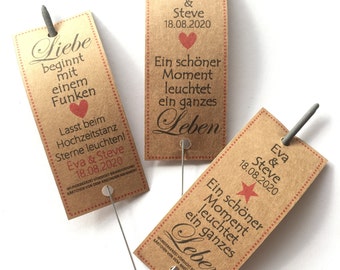 Liebe
beginnt
mit
einem
Funken
Lasst beim
Hochzeitstanz
Sterne leuchten!
Eva & Steve
18.08.2020
& 
Steve
18.08.2020
Ein schöner
Moment
leuchtet
ein ganzes
Leben
Eva
&
Steve
18.08.2020
Ein schöner
Moment
leuchtet
ein ganzes
Leben